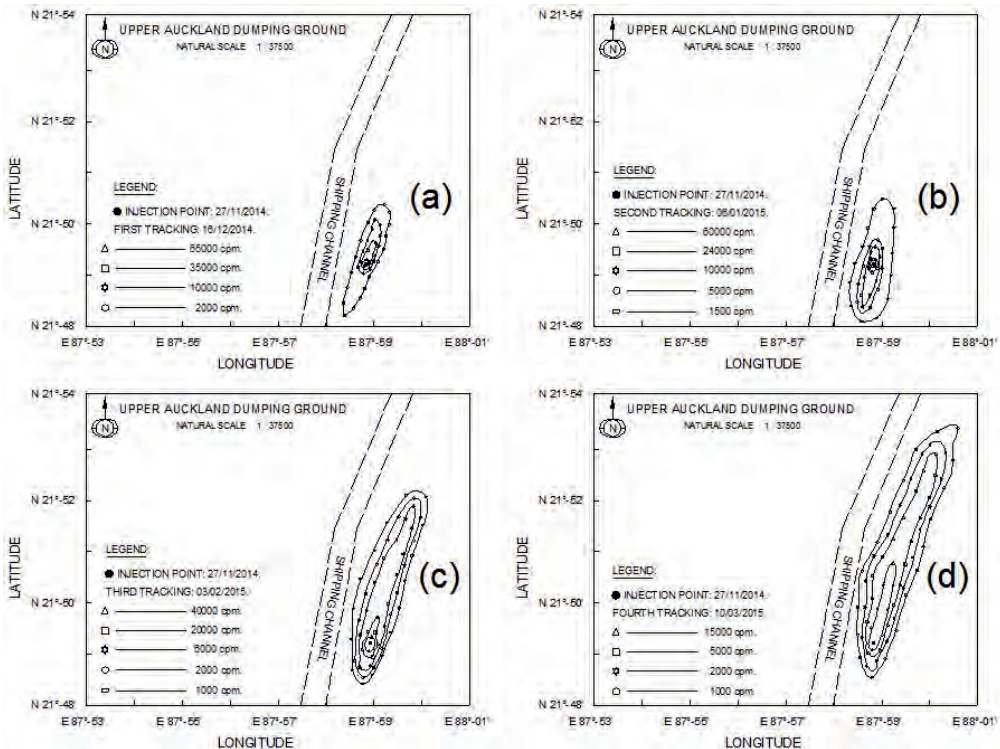 N 21°-54'
UPPER AUCKLAND DUMPING GROUND
NATURAL SCALE 1 : 37500
N
N 21°-52
LATITUDE
LEGEND:
INJECTION POINT: 27/11/2014.
FIRST TRACKING: 16/12/2014.
65000 cpm.
35000 cpm.
10000 cpm.
2000 cpm.
SHIPPING CHANNEL
(a)
N 21°-50
N 21°-48
E 87°-53
E 87°-55
E 87°-57
E 87°-59
E 88°-01'
LONGITUDE
N 21°-54'
UPPER AUCKLAND DUMPING GROUND
NATURAL SCALE 1 : 37500
N
N 21°-52
LATITUDE
LEGEND:
INJECTION POINT: 27/11/2014.
SECOND TRACKING: 06/01/2015.
60000 cpm.
24000 cpm.
10000 cpm.
5000 cpm.
1500 cpm.
SHIPPING CHANNEL
(b)
N 21°-50
N 21°-48
E 87°-53
E 87°-55
E 87°-57
E 87°-59
E 88°-01'
LONGITUDE
N 21°-54
UPPER AUCKLAND DUMPING GROUND
NATURAL SCALE 1 : 37500
N
N 21°-52
LATITUDE
LEGEND:
INJECTION POINT: 27/11/2014.
THIRD TRACKING: 03/02/2015.
40000 cpm.
20000 cpm.
2000 cpm.
1000 cpm.
SHIPPING CHANNEL
(c)
N 21°-50
N 21°-48
E 87°-53
E 87°-55
E 87°-57
E 87°-59
E 88°-01'
LONGITUDE
N 21°-54
UPPER AUCKLAND DUMPING GROUND
NATURAL SCALE 1 : 37500
N
N 21°-52
LATITUDE
LEGEND:
INJECTION POINT: 27/11/2014.
FOURTH TRACKING: 10/03/2015
15000 cpm.
5000 cpm.
2000 cpm.
1000 cpm.
SHIPPING CHANNEL
(d)
N 21°-50
N 21°-48
E 87°-53
E 87°-55
E 87°-57
E 87°-59
E 88°-01'
LONGITUDE